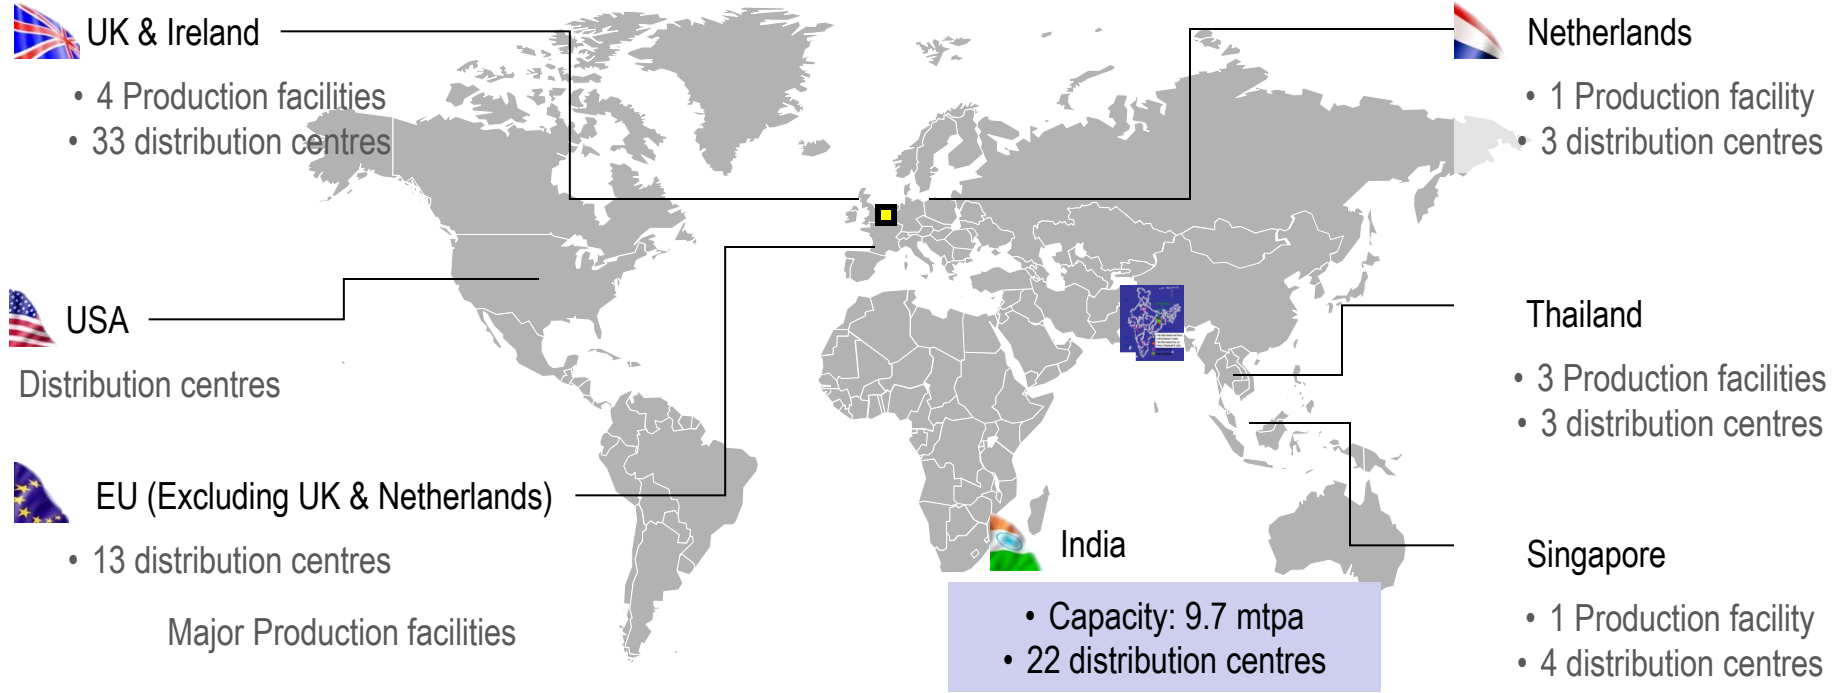 UK & Ireland
• 4 Production facilities
• 33 distribution centres
Netherlands
• 1 Production facility
• 3 distribution centres
USA
Distribution centres
Thailand
• 3 Production facilities
• 3 distribution centres
EU (Excluding UK & Netherlands)
• 13 distribution centres
Major Production facilities
India
• Capacity: 9.7 mtpa
• 22 distribution centres
Singapore
• 1 Production facility
• 4 distribution centres